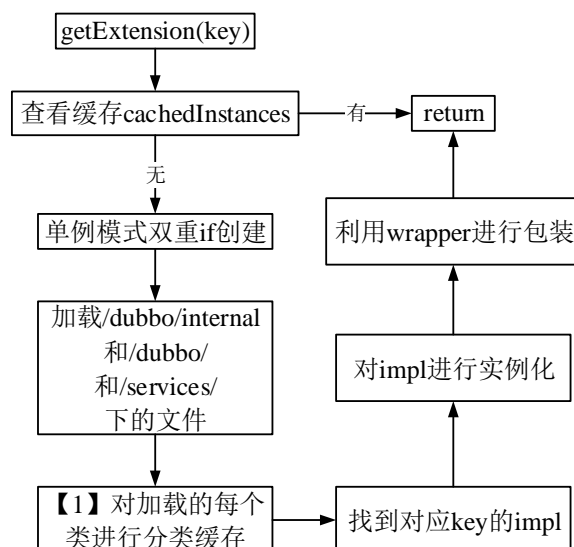 getExtension(key)
查看缓存cachedInstances
有
return
无
单例模式双重if创建
利用wrapper进行包装
加载/dubbo/internal
和/dubbo/
和/services/
下的文件
对impl进行实例化
【1】对加载的每个
类进行分类缓存
找到对应key的impl